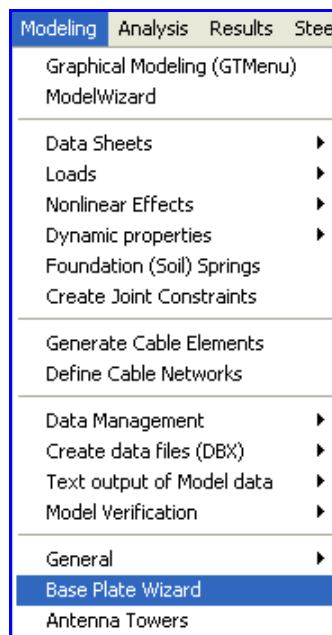 Modeling Analysis Results Stee
Graphical Modeling (GTMenu)
ModelWizard
Data Sheets
Loads
Nonlinear Effects
Dynamic properties
Foundation (Soil) Springs
Create Joint Constraints
Generate Cable Elements
Define Cable Networks
Data Management
Create data files (DBX)
Text output of Model data
Model Verification
General
Base Plate Wizard
Antenna Towers